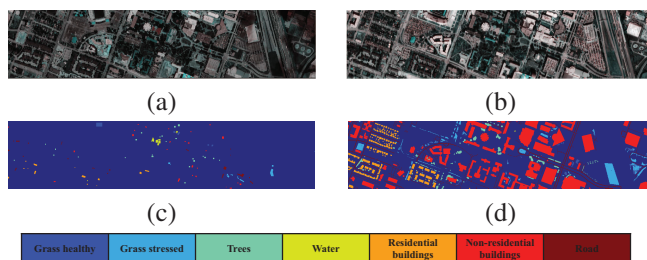 (a) (b)
(c) (d)
Grass healthy Grass stressed Trees Water Residential buildings Non-residential buildings Road